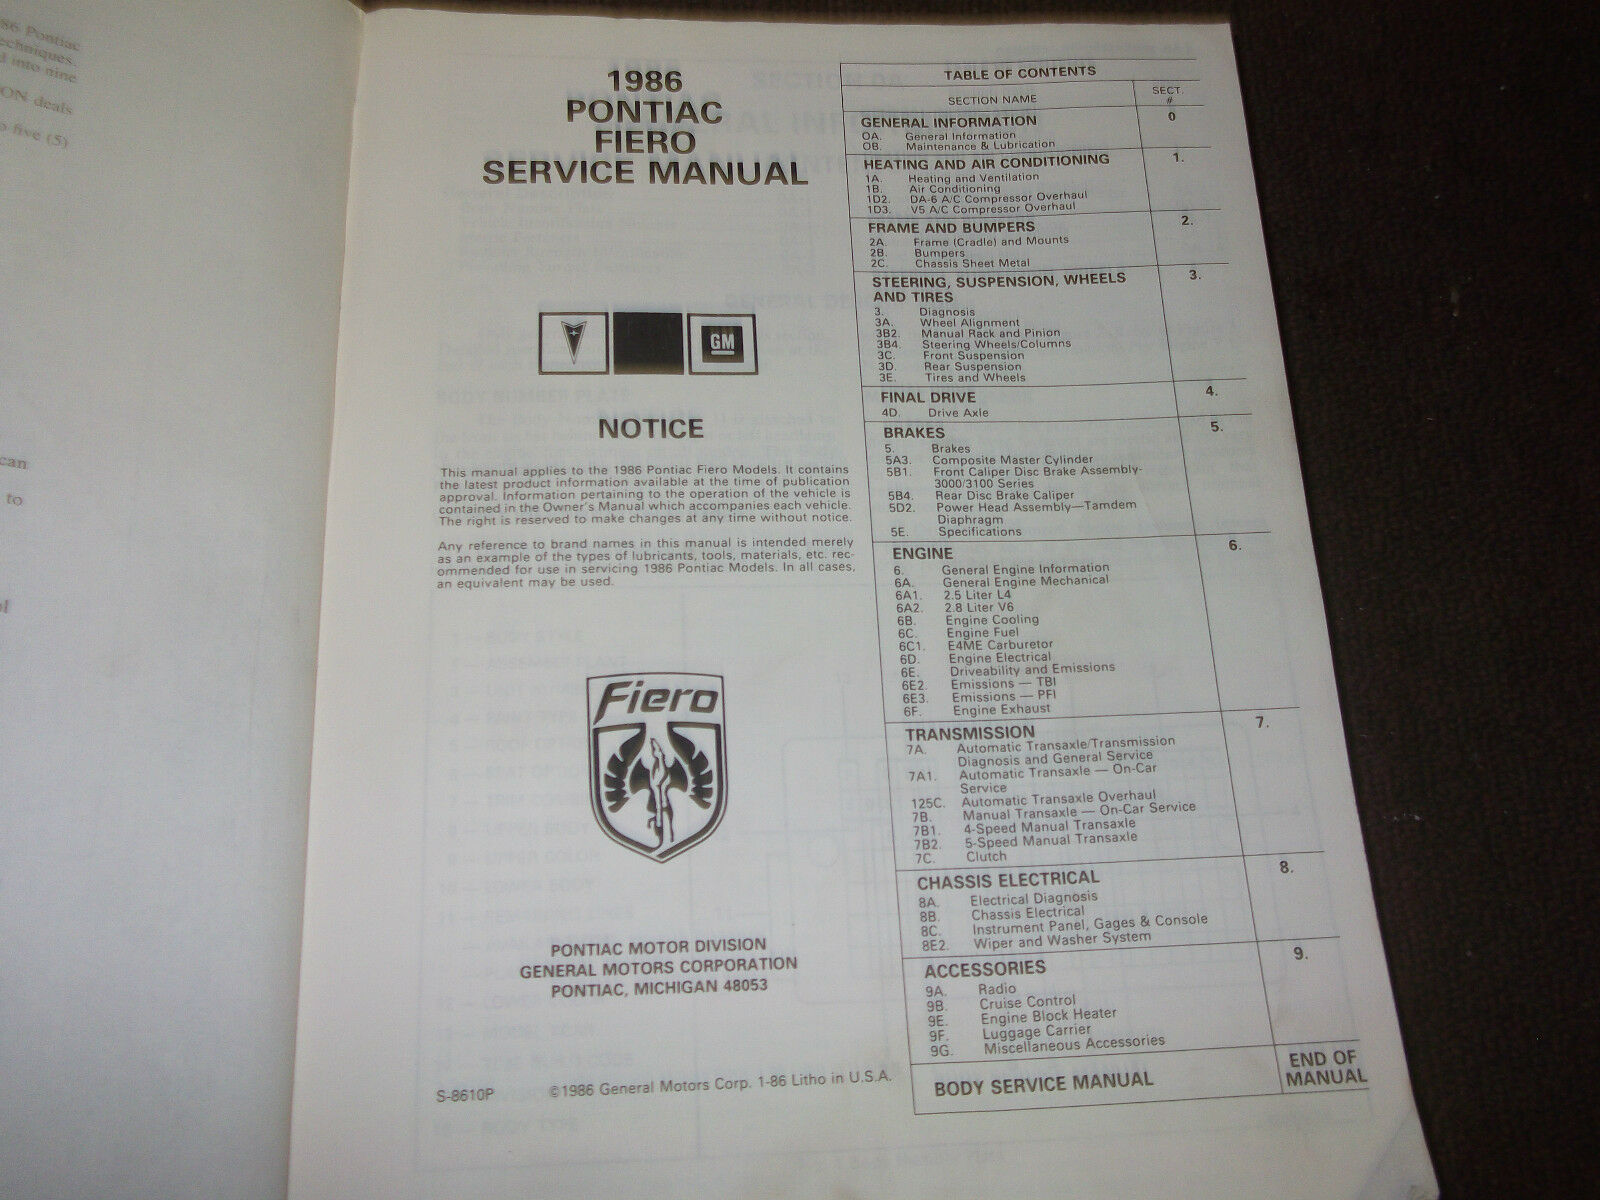 86 Pontiac
echniques.
d into nine
ON deals
o five (5)
can
to
1986
PONTIAC
FIERO
SERVICE MANUAL
GM
NOTICE
This manual applies to the 1986 Pontiac Fiero Models. It contains
the latest product information available at the time of publication
approval. Information pertaining to the operation of the vehicle is
contained in the Owner's Manual which accompanies each vehicle.
The right is reserved to make changes at any time without notice.
Any reference to brand names in this manual is intended merely
as an example of the types of lubricants, tools, materials, etc. rec-
ommended for use in servicing 1986 Pontiac Models. In all cases,
an equivalent may be used.
Fiero
PONTIAC MOTOR DIVISION
GENERAL MOTORS CORPORATION
PONTIAC, MICHIGAN 48053
S-8610P ©1986 General Motors Corp. 1-86 Litho in U.S.A.
TABLE OF CONTENTS
SECTION NAME SECT. #
GENERAL INFORMATION 0
OA. General Information
OB. Maintenance & Lubrication
HEATING AND AIR CONDITIONING 1.
1A. Heating and Ventilation
1B. Air Conditioning
1D2. DA-6 A/C Compressor Overhaul
1D3. V5 A/C Compressor Overhaul
FRAME AND BUMPERS 2.
2A. Frame (Cradle) and Mounts
2B. Bumpers
2C. Chassis Sheet Metal
STEERING, SUSPENSION, WHEELS 3.
AND TIRES
3. Diagnosis
3A. Wheel Alignment
3B2. Manual Rack and Pinion
3B4. Steering Wheels/Columns
3C. Front Suspension
3D. Rear Suspension
3E. Tires and Wheels
FINAL DRIVE 4.
4D. Drive Axle
BRAKES 5.
5. Brakes
5A3. Composite Master Cylinder
5B1. Front Caliper Disc Brake Assembly-
3000/3100 Series
5B4. Rear Disc Brake Caliper
5D2. Power Head Assembly—Tamdem
Diaphragm
5E. Specifications
ENGINE 6.
6. General Engine Information
6A. General Engine Mechanical
6A1. 2.5 Liter L4
6A2. 2.8 Liter V6
6B. Engine Cooling
6C. Engine Fuel
6C1. E4ME Carburetor
6D. Engine Electrical
6E. Driveability and Emissions
6E2. Emissions — TBI
6E3. Emissions — PFI
6F. Engine Exhaust
TRANSMISSION 7.
7A. Automatic Transaxle/Transmission
Diagnosis and General Service
7A1. Automatic Transaxle — On-Car
Service
125C. Automatic Transaxle Overhaul
7B. Manual Transaxle — On-Car Service
7B1. 4-Speed Manual Transaxle
7B2. 5-Speed Manual Transaxle
7C. Clutch
CHASSIS ELECTRICAL 8.
8A. Electrical Diagnosis
8B. Chassis Electrical
8C. Instrument Panel, Gages & Console
8E2. Wiper and Washer System
ACCESSORIES 9.
9A. Radio
9B. Cruise Control
9E. Engine Block Heater
9F. Luggage Carrier
9G. Miscellaneous Accessories
BODY SERVICE MANUAL END OF MANUAL